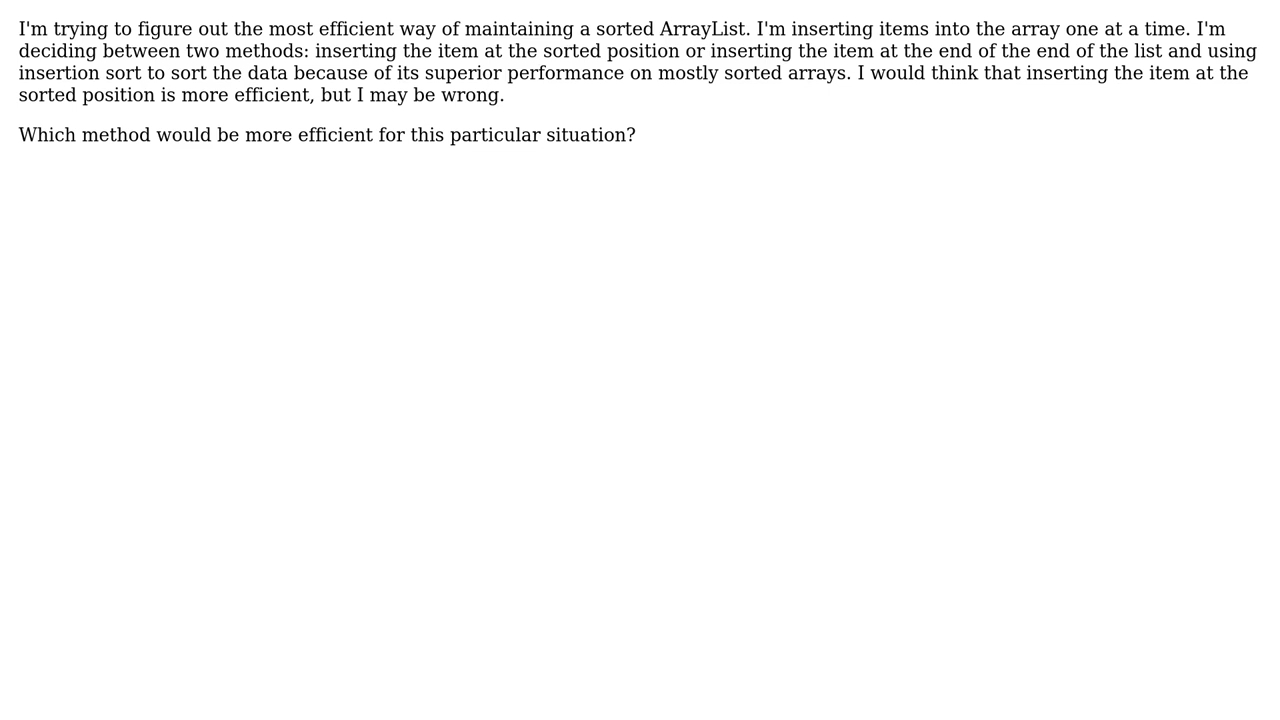 I'm trying to figure out the most efficient way of maintaining a sorted ArrayList. I'm inserting items into the array one at a time. I'm
deciding between two methods: inserting the item at the sorted position or inserting the item at the end of the end of the list and using
insertion sort to sort the data because of its superior performance on mostly sorted arrays. I would think that inserting the item at the
sorted position is more efficient, but I may be wrong.
Which method would be more efficient for this particular situation?